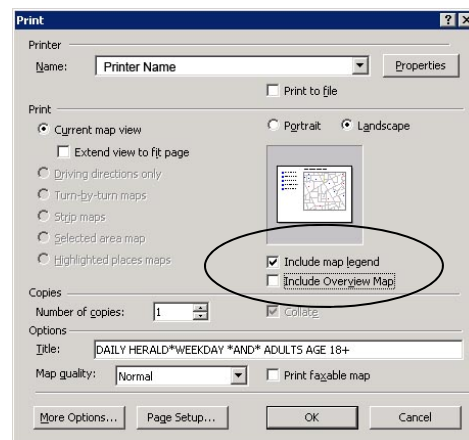 Print
Printer
Name: Printer Name Properties
Print to file
Print
Current map view
Portrait Landscape
Extend view to fit page
Driving directions only
Turn-by-turn maps
Strip maps
Selected area map
Highlighted places maps
Include map legend
Include Overview Map
Copies
Number of copies: 1
Collate
Options
Title: DAILY HERALD*WEEKDAY *AND* ADULTS AGE 18+
Map quality: Normal Print faxable map
More Options... Page Setup... OK Cancel